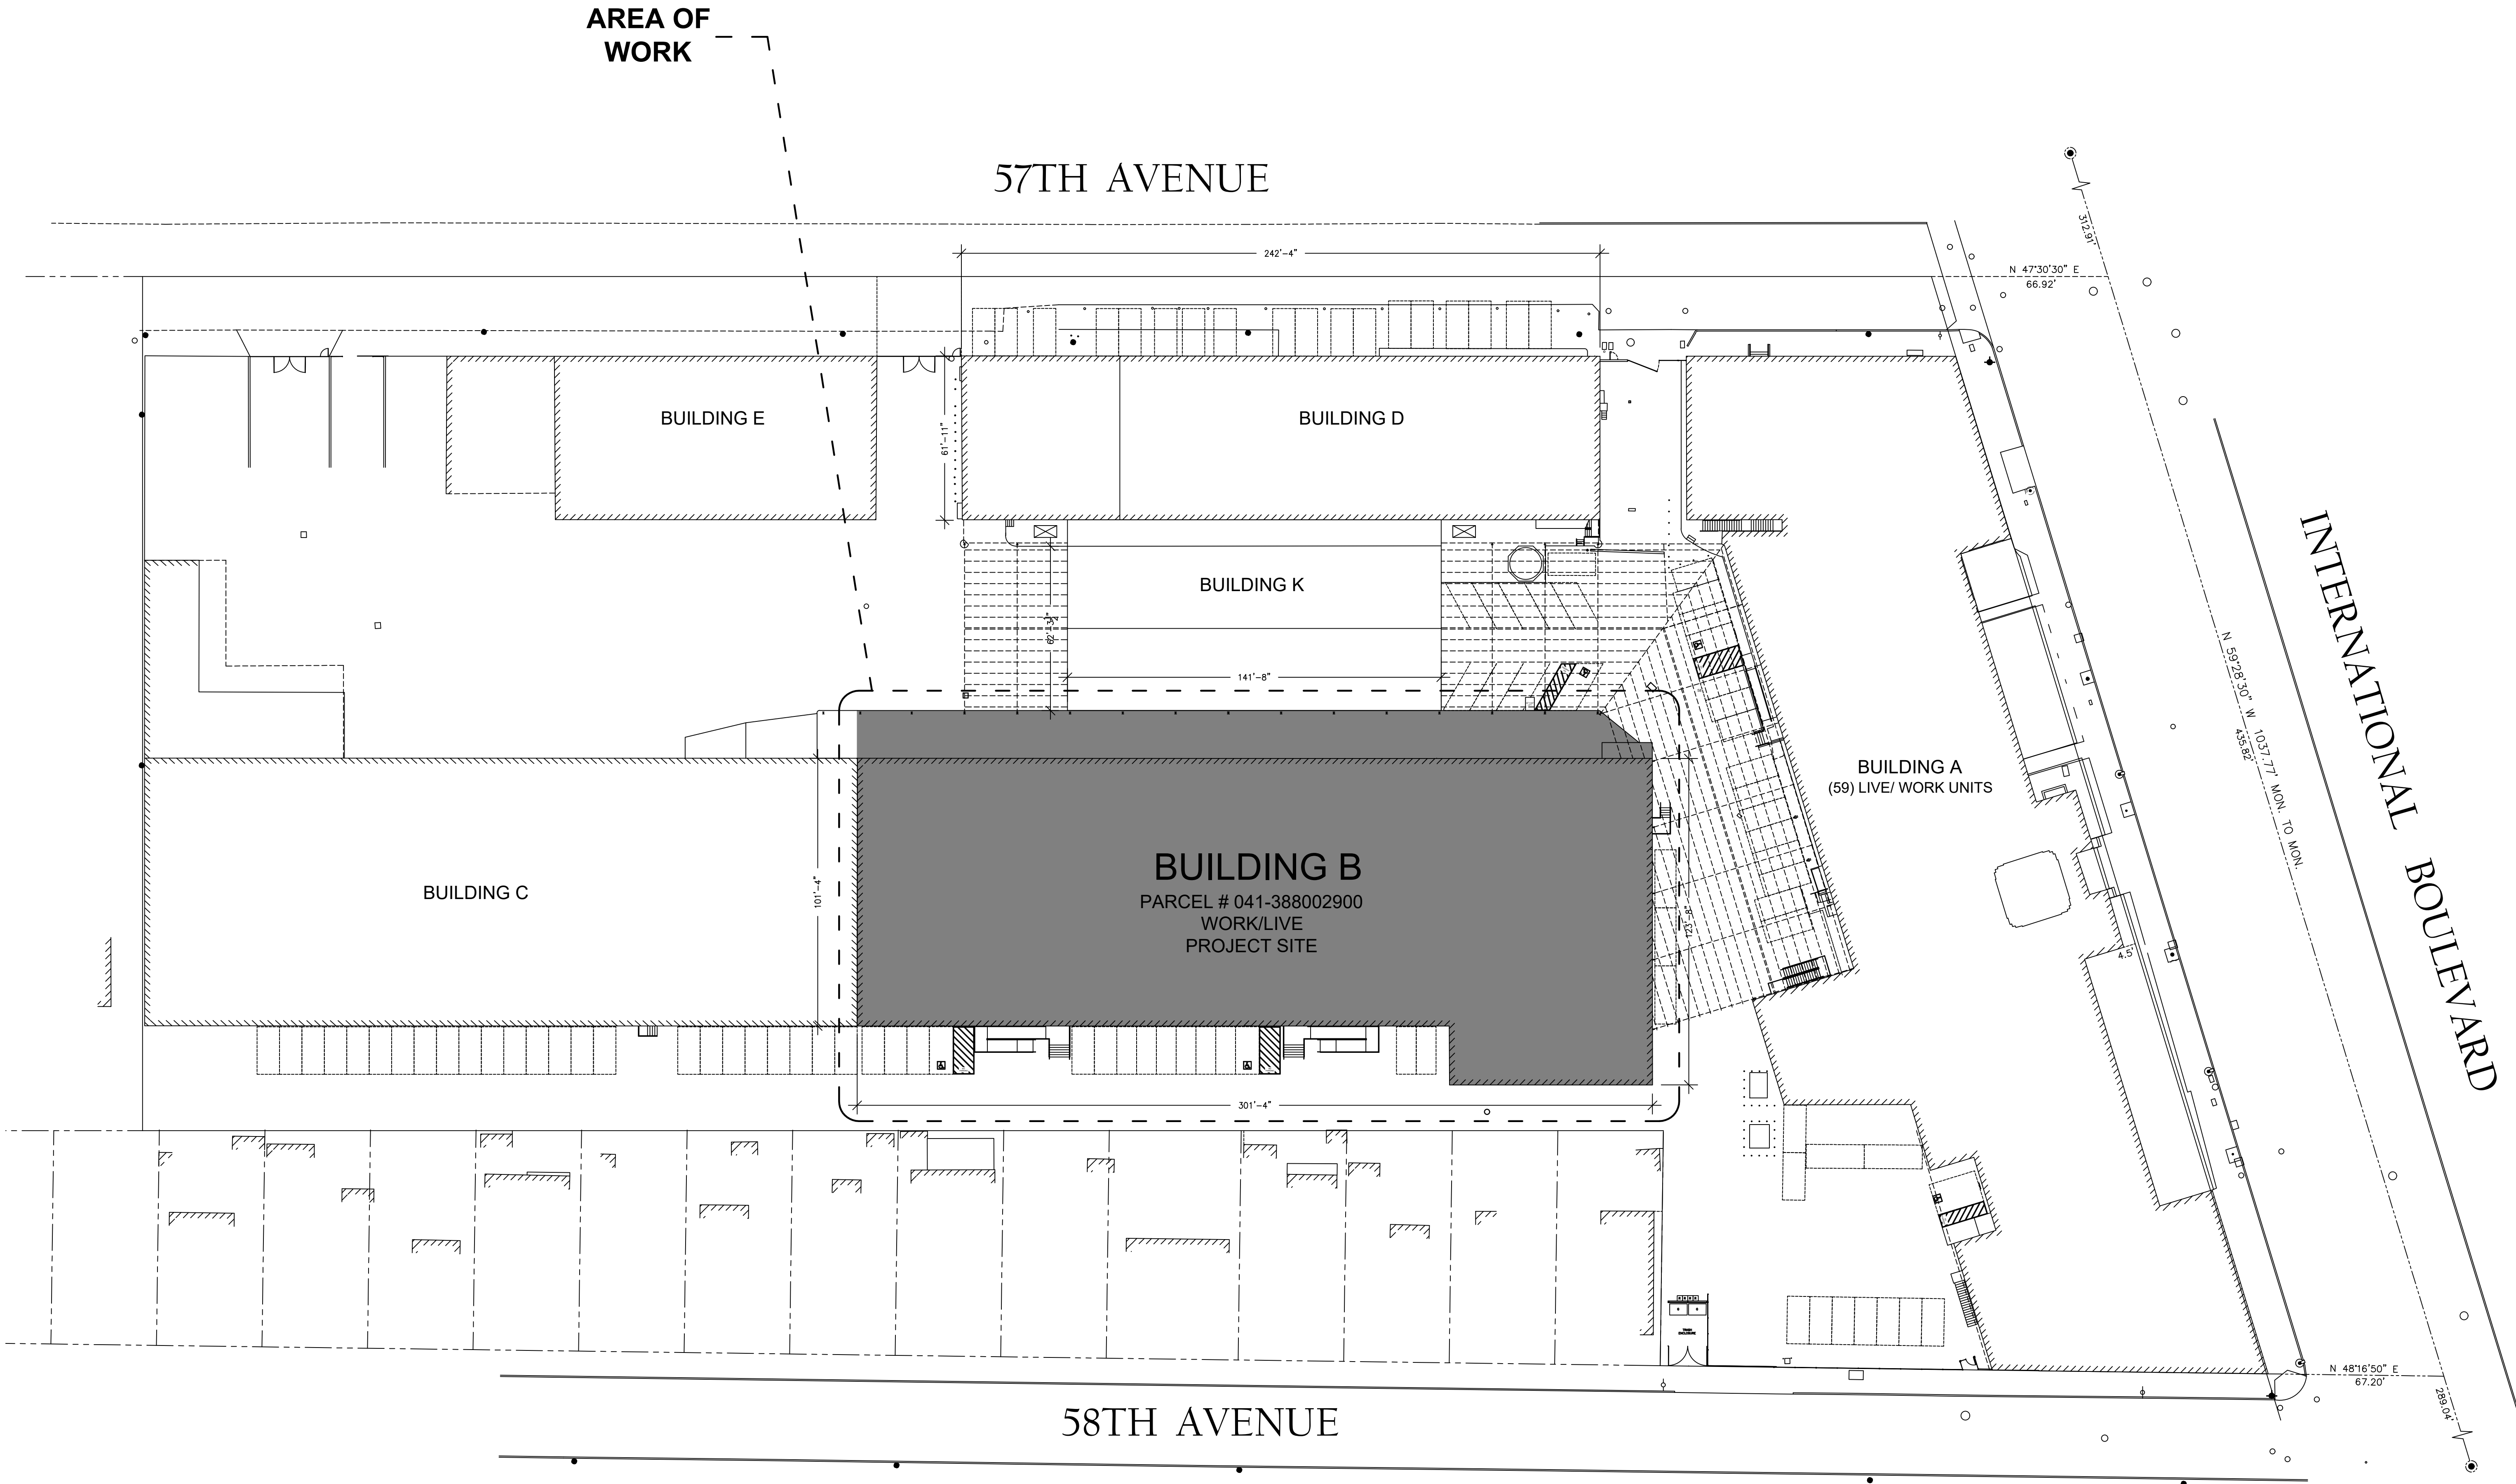 AREA OF
WORK
57TH AVENUE
312.91'
242'-4"
N 47°30'30" E
66.92'
BUILDING E
BUILDING D
61'-11"
BUILDING K
141'-8"
INTERNATIONAL BOULEVARD
N 59°28'30" W 1037.77' MON. TO MON.
435.82'
BUILDING A
(59) LIVE/ WORK UNITS
BUILDING C
101'-4"
BUILDING B
PARCEL # 041-388002900
WORK/LIVE
PROJECT SITE
123'-8"
4.5'
301'-4"
TRASH
ENCLOSURE
N 48°16'50" E
67.20'
289.04'
58TH AVENUE